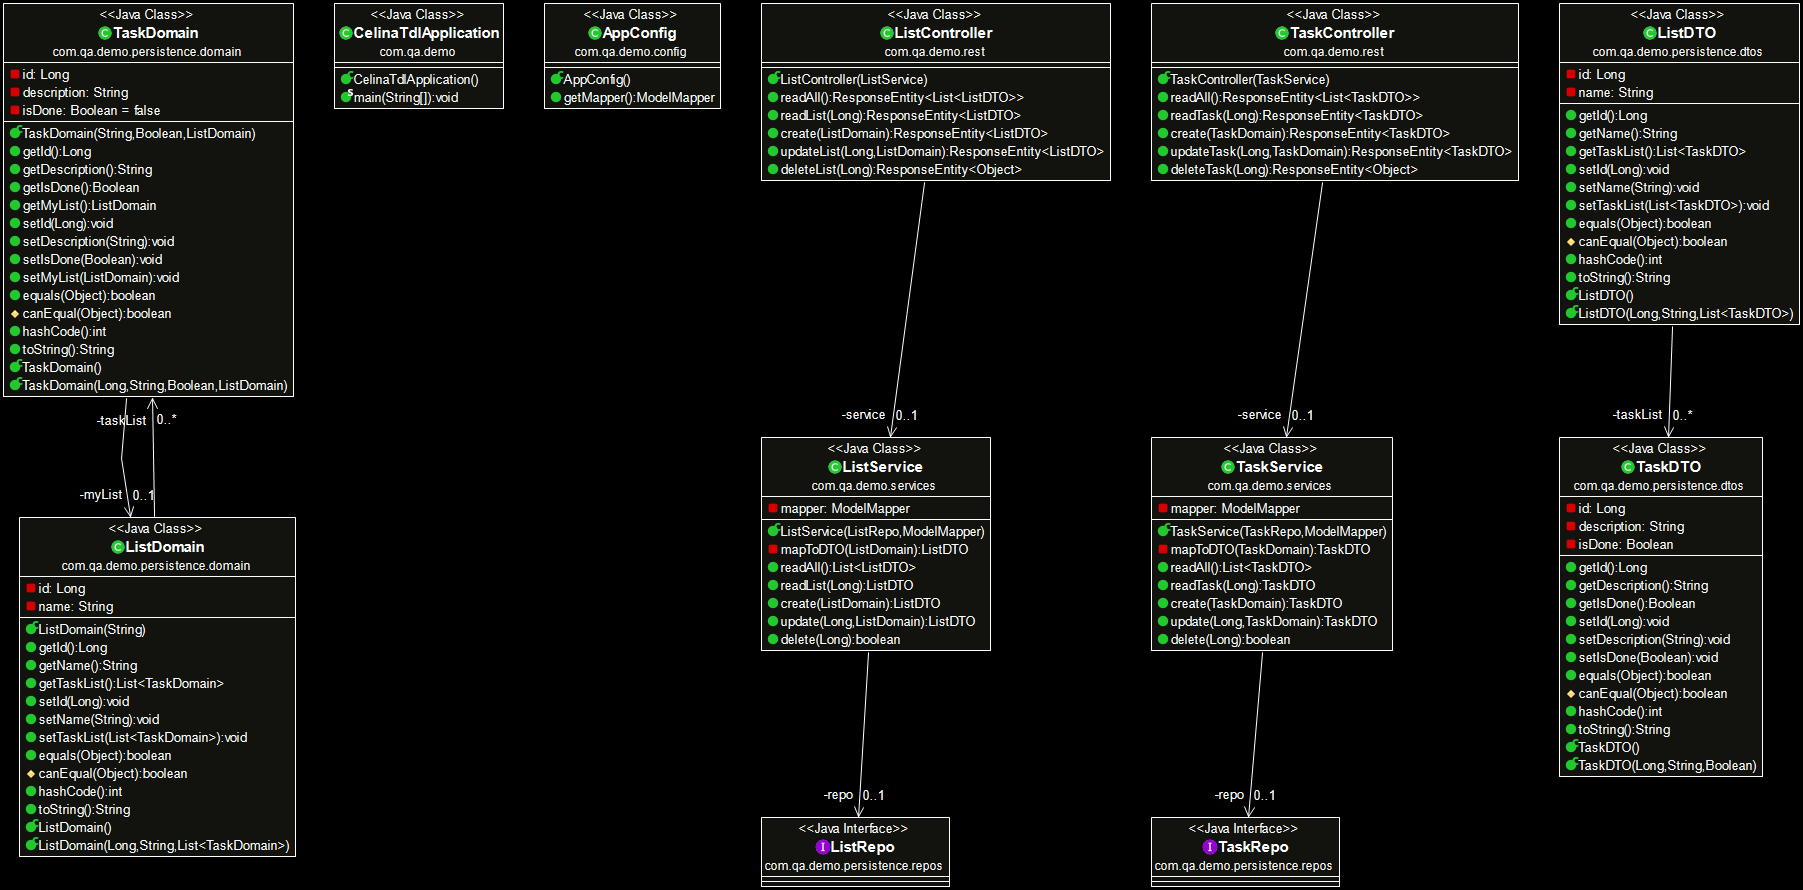 <<Java Class>>
TaskDomain
com.qa.demo.persistence.domain
id: Long
description: String
isDone: Boolean = false
TaskDomain(String,Boolean,ListDomain)
getId():Long
getDescription():String
getIsDone():Boolean
getMyList():ListDomain
setId(Long):void
setDescription(String):void
setIsDone(Boolean):void
setMyList(ListDomain):void
equals(Object):boolean
canEqual(Object):boolean
hashCode():int
toString():String
TaskDomain()
TaskDomain(Long,String,Boolean,ListDomain)
-taskList 0..*
-myList 0..1
<<Java Class>>
ListDomain
com.qa.demo.persistence.domain
id: Long
name: String
ListDomain(String)
getId():Long
getName():String
getTaskList():List<TaskDomain>
setId(Long):void
setName(String):void
setTaskList(List<TaskDomain>):void
equals(Object):boolean
canEqual(Object):boolean
hashCode():int
toString():String
ListDomain()
ListDomain(Long,String,List<TaskDomain>)
<<Java Class>>
CelinaTdlApplication
com.qa.demo
CelinaTdlApplication()
main(String[]):void
<<Java Class>>
AppConfig
com.qa.demo.config
AppConfig()
getMapper():ModelMapper
<<Java Class>>
ListController
com.qa.demo.rest
ListController(ListService)
readAll():ResponseEntity<List<ListDTO>>
readList(Long):ResponseEntity<ListDTO>
create(ListDomain):ResponseEntity<ListDTO>
updateList(Long,ListDomain):ResponseEntity<ListDTO>
deleteList(Long):ResponseEntity<Object>
-service 0..1
<<Java Class>>
ListService
com.qa.demo.services
mapper: ModelMapper
ListService(ListRepo,ModelMapper)
mapToDTO(ListDomain):ListDTO
readAll():List<ListDTO>
readList(Long):ListDTO
create(ListDomain):ListDTO
update(Long,ListDomain):ListDTO
delete(Long):boolean
-repo 0..1
<<Java Interface>>
ListRepo
com.qa.demo.persistence.repos
<<Java Class>>
TaskController
com.qa.demo.rest
TaskController(TaskService)
readAll():ResponseEntity<List<TaskDTO>>
readTask(Long):ResponseEntity<TaskDTO>
create(TaskDomain):ResponseEntity<TaskDTO>
updateTask(Long,TaskDomain):ResponseEntity<TaskDTO>
deleteTask(Long):ResponseEntity<Object>
-service 0..1
<<Java Class>>
TaskService
com.qa.demo.services
mapper: ModelMapper
TaskService(TaskRepo,ModelMapper)
mapToDTO(TaskDomain):TaskDTO
readAll():List<TaskDTO>
readTask(Long):TaskDTO
create(TaskDomain):TaskDTO
update(Long,TaskDomain):TaskDTO
delete(Long):boolean
-repo 0..1
<<Java Interface>>
TaskRepo
com.qa.demo.persistence.repos
<<Java Class>>
ListDTO
com.qa.demo.persistence.dtos
id: Long
name: String
getId():Long
getName():String
getTaskList():List<TaskDTO>
setId(Long):void
setName(String):void
setTaskList(List<TaskDTO>):void
equals(Object):boolean
canEqual(Object):boolean
hashCode():int
toString():String
ListDTO()
ListDTO(Long,String,List<TaskDTO>)
-taskList 0..*
<<Java Class>>
TaskDTO
com.qa.demo.persistence.dtos
id: Long
description: String
isDone: Boolean
getId():Long
getDescription():String
getIsDone():Boolean
setId(Long):void
setDescription(String):void
setIsDone(Boolean):void
equals(Object):boolean
canEqual(Object):boolean
hashCode():int
toString():String
TaskDTO()
TaskDTO(Long,String,Boolean)